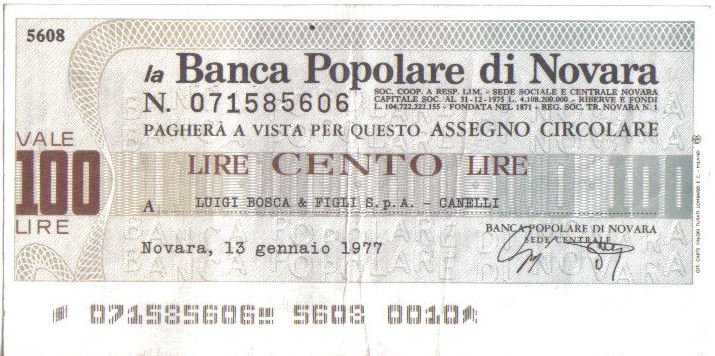 5608
la Banca Popolare di Novara
N. 071585606
SOC. COOP. A RESP. LIM. - SEDE SOCIALE E CENTRALE NOVARA
CAPITALE SOC. AL 31-12-1975 L. 4.108.200.000 - RISERVE E FONDI
L. 104.722.222.155 - FONDATA NEL 1871 - REG. SOC. TR. NOVARA N. 1
PAGHERÀ A VISTA PER QUESTO ASSEGNO CIRCOLARE
VALE
100
LIRE
LIRE CENTO LIRE
100
A LUIGI BOSCA & FIGLI S.p.A. - CANELLI
BANCA POPOLARE DI NOVARA
SEDE CENTRALE
Novara, 13 gennaio 1977
071585606 5608 0010